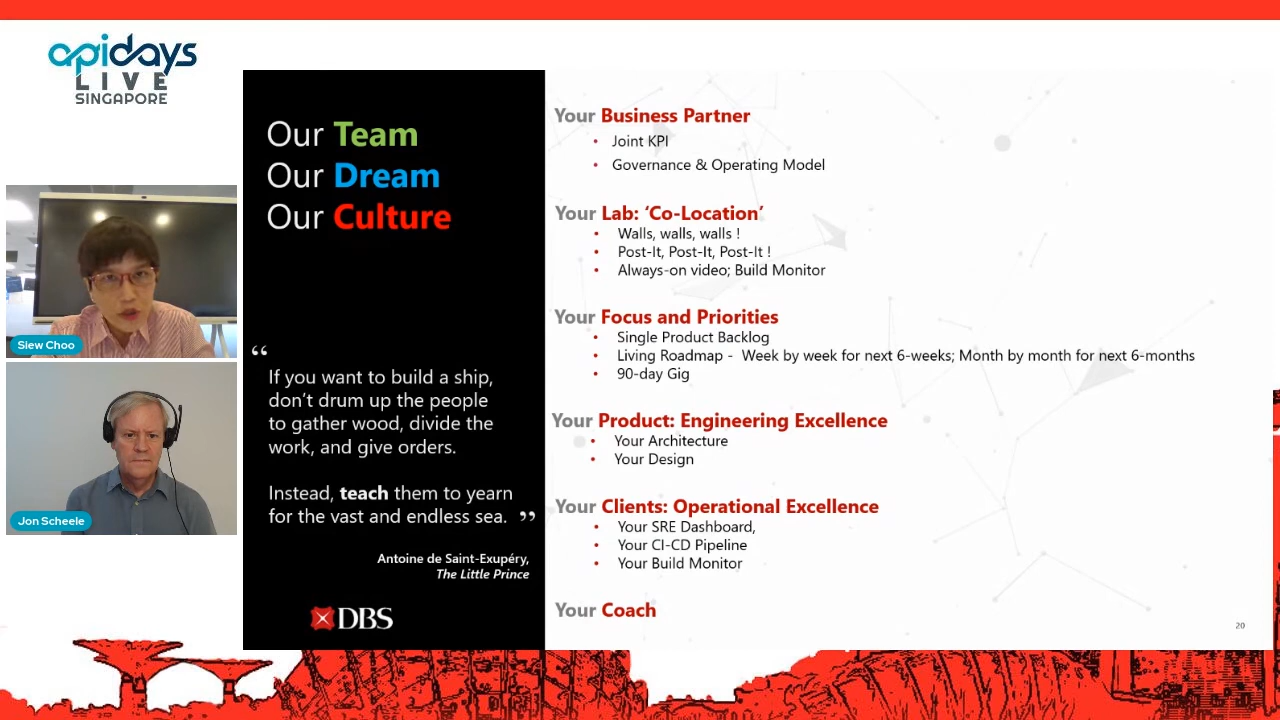 apidays
LIVE
SINGAPORE
Siew Choo
Jon Scheele
Our Team
Our Dream
Our Culture
“
If you want to build a ship,
don’t drum up the people
to gather wood, divide the
work, and give orders.
Instead, teach them to yearn
for the vast and endless sea. ”
Antoine de Saint-Exupéry,
The Little Prince
DBS
Your Business Partner
• Joint KPI
• Governance & Operating Model
Your Lab: ‘Co-Location’
• Walls, walls, walls !
• Post-It, Post-It, Post-It !
• Always-on video; Build Monitor
Your Focus and Priorities
• Single Product Backlog
• Living Roadmap - Week by week for next 6-weeks; Month by month for next 6-months
• 90-day Gig
Your Product: Engineering Excellence
• Your Architecture
• Your Design
Your Clients: Operational Excellence
• Your SRE Dashboard,
• Your CI-CD Pipeline
• Your Build Monitor
Your Coach
20